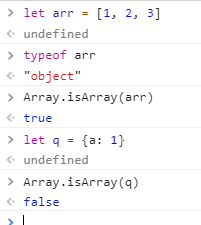 let arr = [1, 2, 3]
undefined
typeof arr
"object"
Array.isArray(arr)
true
let q = {a: 1}
undefined
Array.isArray(q)
false